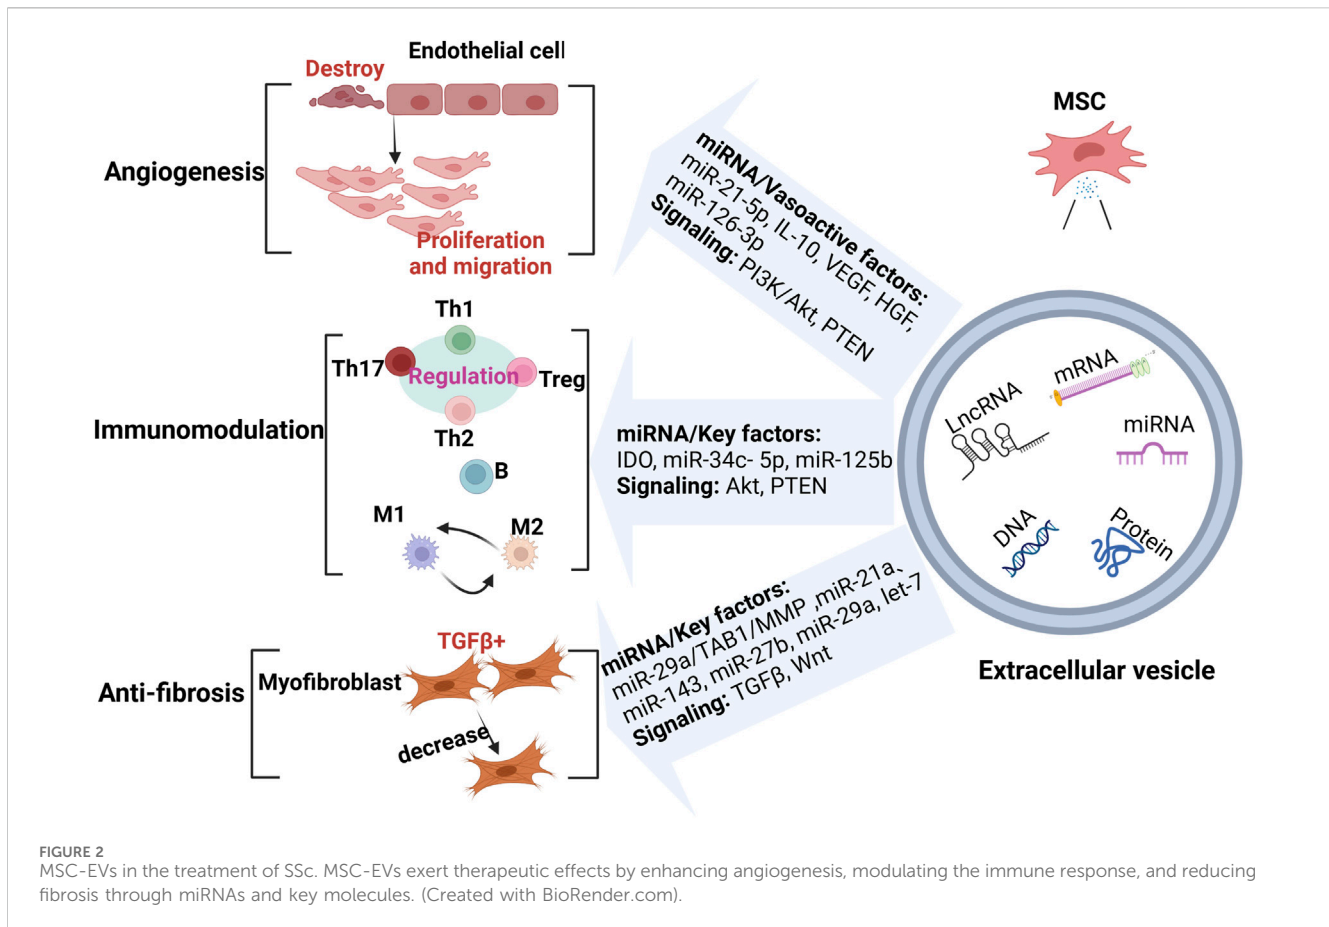 Endothelial cell
Destroy
Angiogenesis
Proliferation
and migration
miRNA/Vasoactive factors:
miR-21-5p, IL-10, VEGF, HGF,
miR-126-3p
Signaling: PI3K/Akt, PTEN
MSC
Th1
Th17
Regulation
Treg
Th2
Immunomodulation
B
M1
M2
miRNA/Key factors:
IDO, miR-34c- 5p, miR-125b
Signaling: Akt, PTEN
LncRNA
mRNA
miRNA
DNA
Protein
Extracellular vesicle
TGFβ+
Anti-fibrosis
Myofibroblast
decrease
miRNA/Key factors:
miR-29a/TAB1/MMP ,miR-21a、
miR-143, miR-27b, miR-29a, let-7
Signaling: TGFβ, Wnt
FIGURE 2
MSC-EVs in the treatment of SSc. MSC-EVs exert therapeutic effects by enhancing angiogenesis, modulating the immune response, and reducing
fibrosis through miRNAs and key molecules. (Created with BioRender.com).